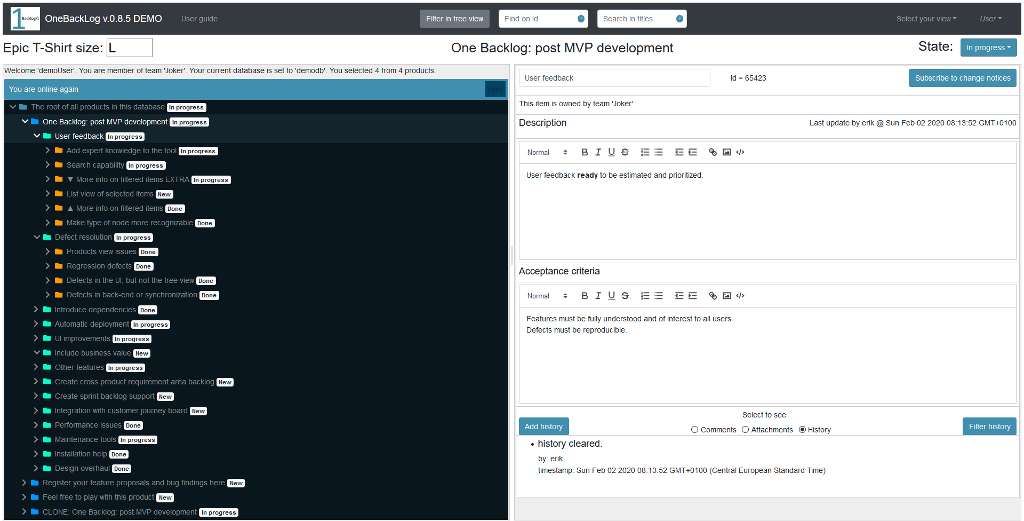 1 BackLog's OneBackLog v.0.8.5 DEMO User guide Filter in tree view Find on id Search in titles Select your view User
Epic T-Shirt size: L One Backlog: post MVP development State: In progress
Welcome 'demoUser' You are member of team 'Joker'. Your current database is set to 'demodb'. You selected 4 from 4 products
You are online again
The root of all products in this database In progress
One Backlog: post MVP development In progress
User feedback In progress
Add expert knowledge to the tool In progress
Search capability In progress
▼ More info on filtered items EXTRA In progress
List view of selected items New
▲ More info on filtered items Done
Make type of node more recognizable Done
Defect resolution In progress
Products view issues Done
Regression defects Done
Defects in the UI, but not the tree view Done
Defects in back-end or synchronization Done
Introduce dependencies Done
Automatic deployment In progress
UI improvements In progress
Include business value New
Other features In progress
Create cross product requirement area backlog New
Create sprint backlog support New
Integration with customer journey board New
Performance issues Done
Maintenance tools In progress
Installation help Done
Design overhaul Done
Register your feature proposals and bug findings here New
Feel free to play with this product New
CLONE: One Backlog: post MVP development In progress
User feedback Id = 65423 Subscribe to change notices
This item is owned by team 'Joker'
Description Last update by erik @ Sun Feb 02 2020 08:13:52 GMT+0100
Normal B I U S </>
User feedback ready to be estimated and prioritized.
Acceptance criteria
Normal B I U S </>
Features must be fully understood and of interest to all users
Defects must be reproducible.
Select to see
Add history Comments Attachments History Filter history
• history cleared.
by: erik
timestamp: Sun Feb 02 2020 08:13:52 GMT+0100 (Central European Standard Time)